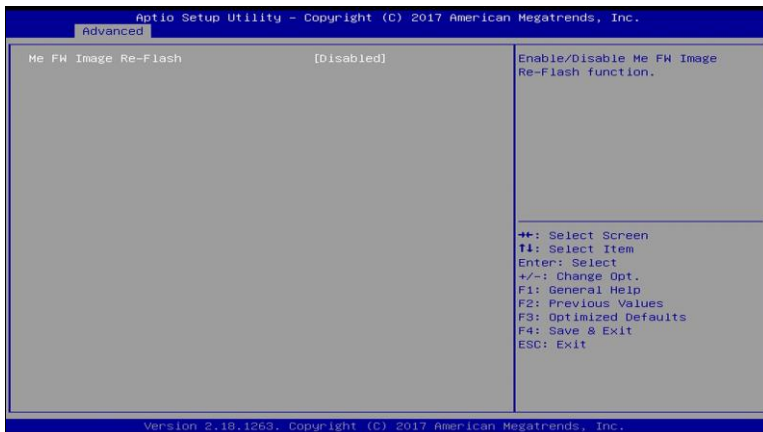 Aptio Setup Utility – Copyright (C) 2017 American Megatrends, Inc.
Advanced
Me FW Image Re-Flash [Disabled]
Enable/Disable Me FW Image
Re-Flash function.
→←: Select Screen
↑↓: Select Item
Enter: Select
+/-: Change Opt.
F1: General Help
F2: Previous Values
F3: Optimized Defaults
F4: Save & Exit
ESC: Exit
Version 2.18.1263. Copyright (C) 2017 American Megatrends, Inc.